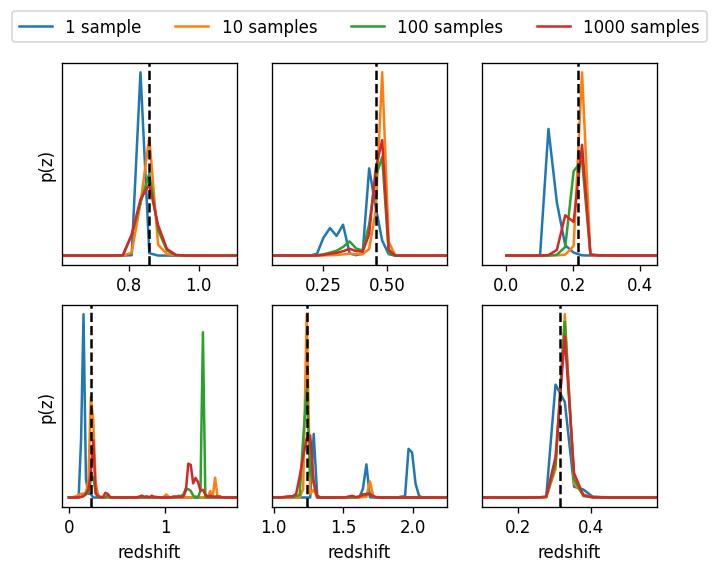 1 sample 10 samples 100 samples 1000 samples
p(z)
0.8 1.0 0.25 0.50 0.0 0.2 0.4
p(z)
0 1 1.0 1.5 2.0 0.2 0.4
redshift redshift redshift